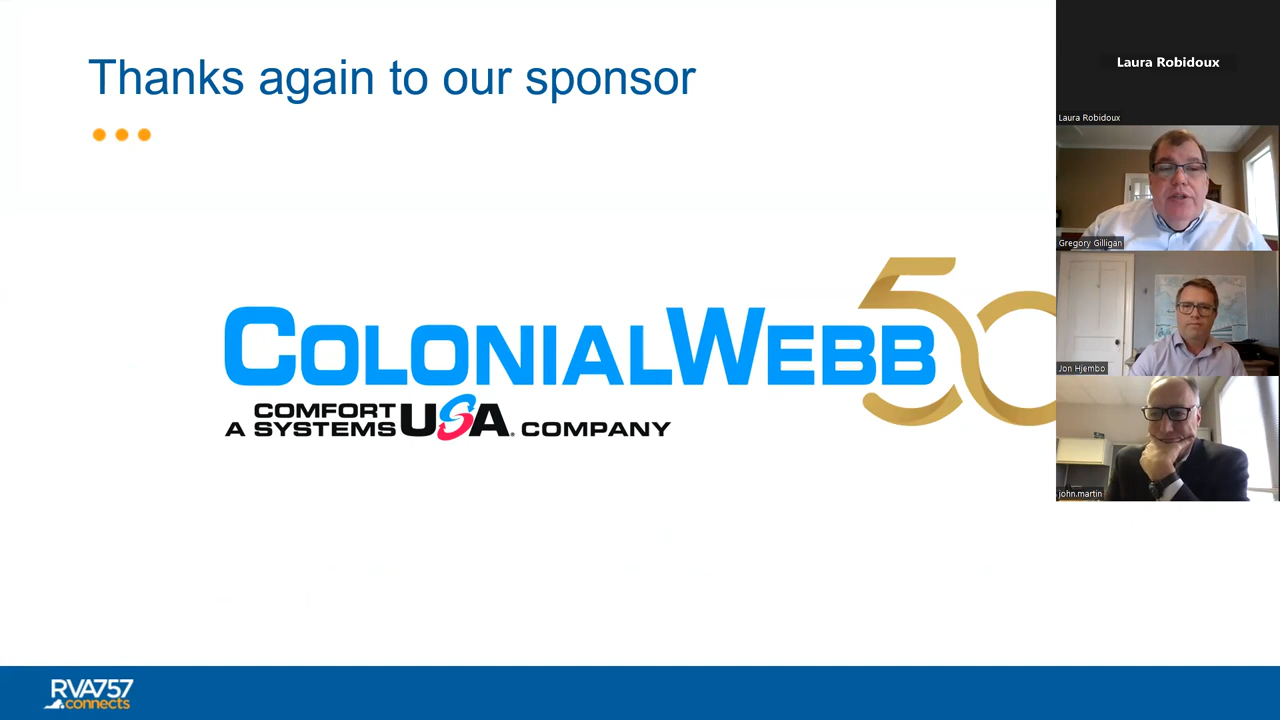 Thanks again to our sponsor
COLONIALWEBB 50
COMFORT
A SYSTEMS USA. COMPANY
RVA757
connects
Laura Robidoux
Laura Robidoux
Gregory Gilligan
Jon Hjembo
john.martin